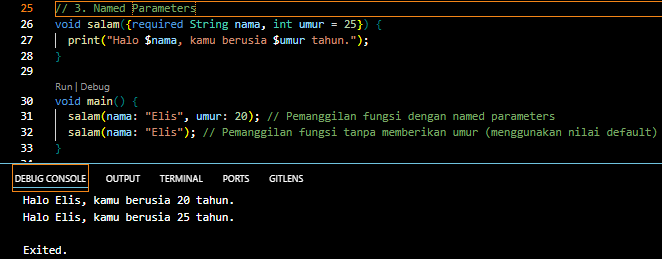 25 // 3. Named Parameters
26 void salam({required String nama, int umur = 25}) {
27 print("Halo $nama, kamu berusia $umur tahun.");
28 }
Run | Debug
30 void main() {
31 salam(nama: "Elis", umur: 20); // Pemanggilan fungsi dengan named parameters
32 salam(nama: "Elis"); // Pemanggilan fungsi tanpa memberikan umur (menggunakan nilai default)
33 }
DEBUG CONSOLE OUTPUT TERMINAL PORTS GITLENS
Halo Elis, kamu berusia 20 tahun.
Halo Elis, kamu berusia 25 tahun.
Exited.